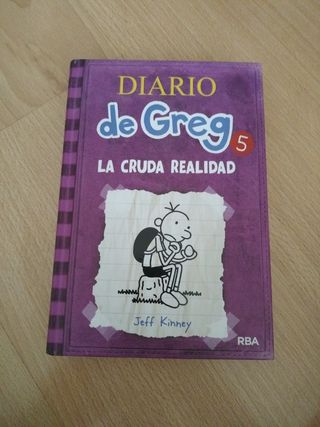 DIARIO
de Greg 5
LA CRUDA REALIDAD
Jeff Kinney
RBA